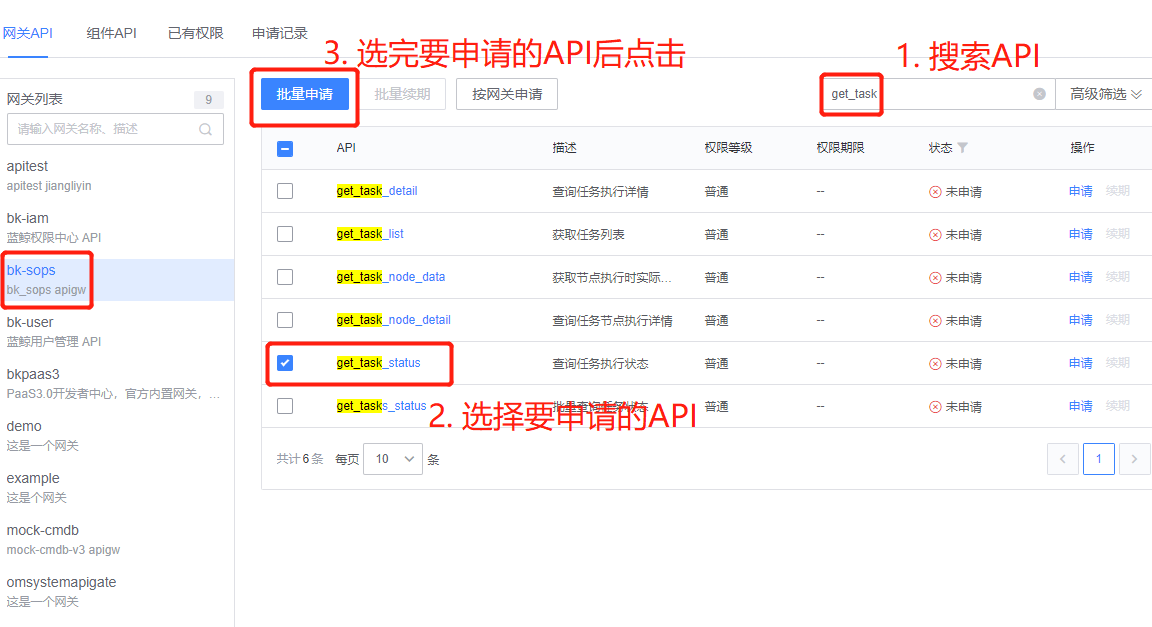 网关API 组件API 已有权限 申请记录
3. 选完要申请的API后点击
1. 搜索API
网关列表 9
请输入网关名称、描述
apitest
apitest jiangliyin
bk-iam
蓝鲸权限中心 API
bk-sops
bk_sops apigw
bk-user
蓝鲸用户管理 API
bkpaas3
PaaS3.0开发者中心，官方内置网关，...
demo
这是一个网关
example
这是个网关
mock-cmdb
mock-cmdb-v3 apigw
omsystemapigate
这是一个网关
批量申请 批量续期 按网关申请 get_task 高级筛选
API 描述 权限等级 权限期限 状态 操作
get_task_detail 查询任务执行详情 普通 -- 未申请 申请 续期
get_task_list 获取任务列表 普通 -- 未申请 申请 续期
get_task_node_data 获取节点执行时实际... 普通 -- 未申请 申请 续期
get_task_node_detail 查询任务节点执行详情 普通 -- 未申请 申请 续期
get_task_status 查询任务执行状态 普通 -- 未申请 申请 续期
get_tasks_status 批量查询任务状态 普通 -- 未申请 申请 续期
2. 选择要申请的API
共计6条 每页 10 条 1